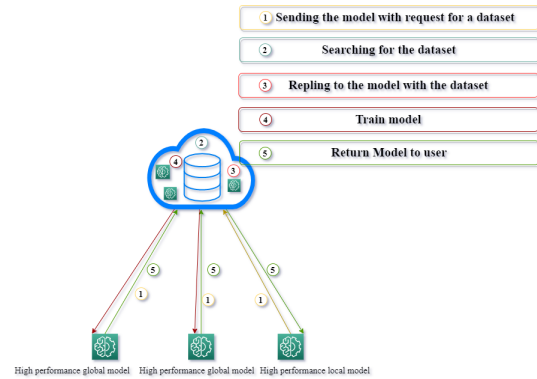 1 Sending the model with request for a dataset
2 Searching for the dataset
3 Repling to the model with the dataset
4 Train model
5 Return Model to user
2
4
3
5 5 5
1 1 1
High performance global model High performance global model High performance local model